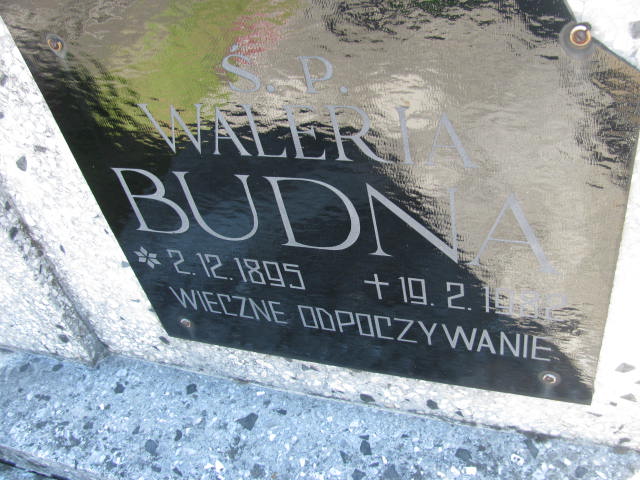 S. P.
WALERIA
BUDNA
* 2.12.1895 + 19.2.
WIECZNE ODPOCZYWANIE